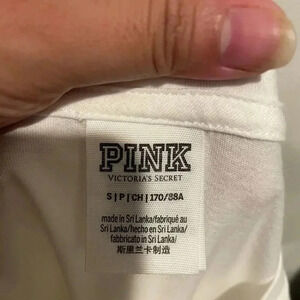 PINK
VICTORIA'S SECRET
S | P | CH | 170/88A
made in Sri Lanka/fabriqué au
Sri Lanka/hecho en Sri Lanka/
fabbricato in Sri Lanka/
斯里兰卡制造